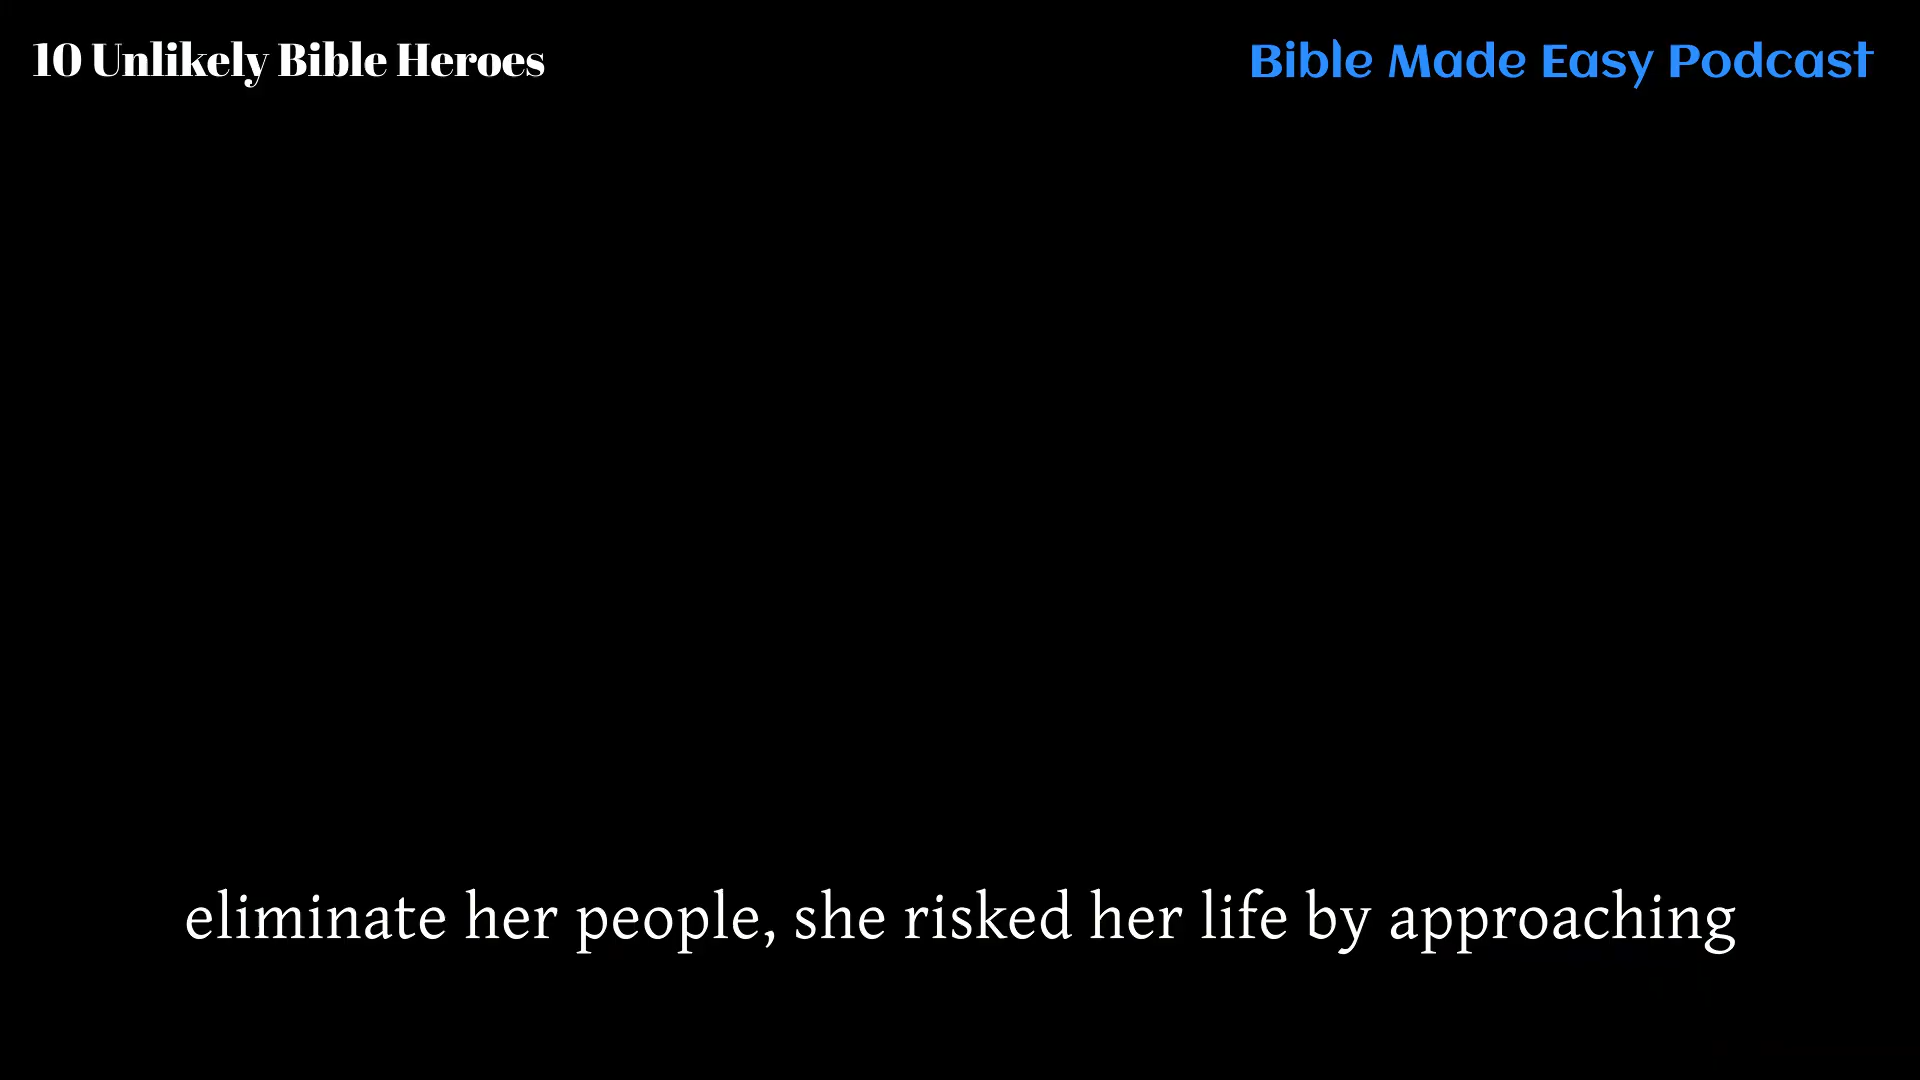 10 Unlikely Bible Heroes
Bible Made Easy Podcast
eliminate her people, she risked her life by approaching